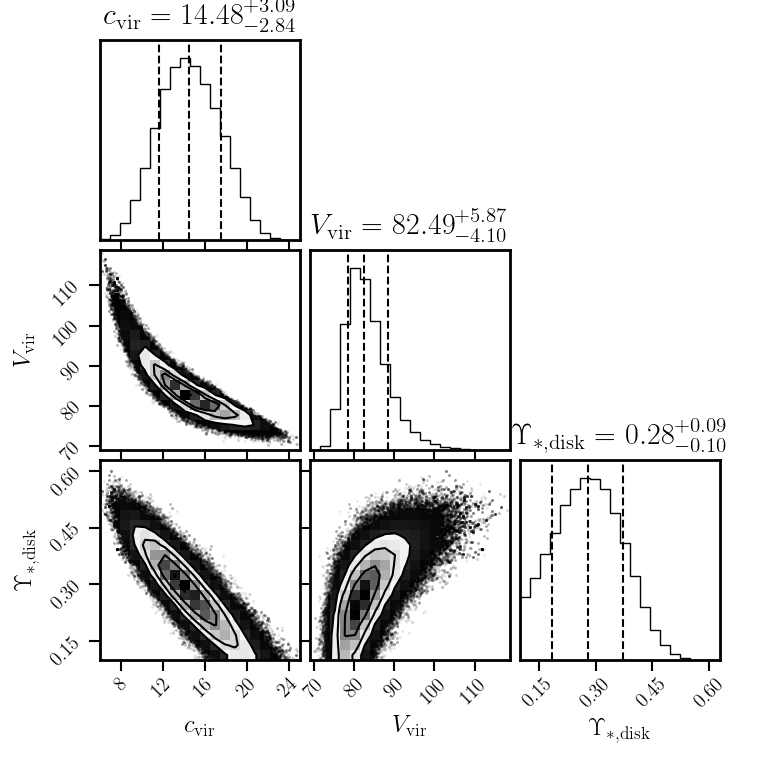 c_vir = 14.48 +3.09 −2.84
V_vir = 82.49 +5.87 −4.10
V_vir
110
100
90
80
70
ϒ_*,disk = 0.28 +0.09 −0.10
ϒ_*,disk
0.60
0.45
0.30
0.15
8 12 16 20 24
70 80 90 100 110
0.15 0.30 0.45 0.60
c_vir
V_vir
ϒ_*,disk